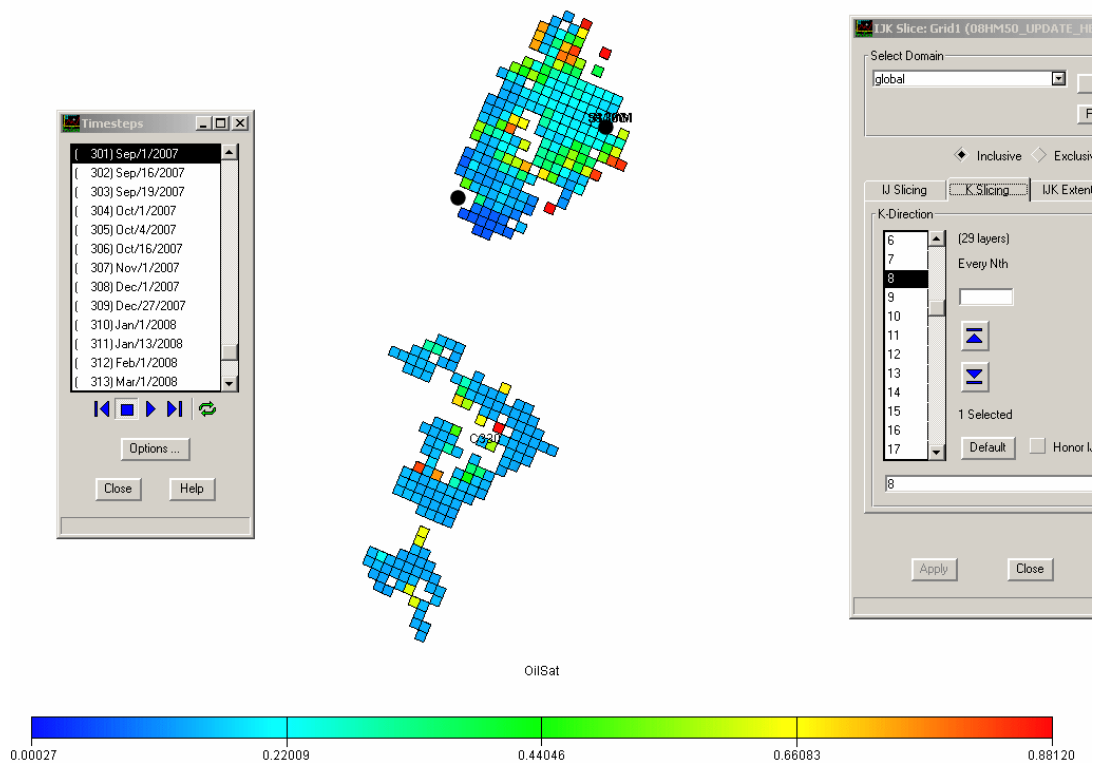 Timesteps
( 301) Sep/1/2007
( 302) Sep/16/2007
( 303) Sep/19/2007
( 304) Oct/1/2007
( 305) Oct/4/2007
( 306) Oct/16/2007
( 307) Nov/1/2007
( 308) Dec/1/2007
( 309) Dec/27/2007
( 310) Jan/1/2008
( 311) Jan/13/2008
( 312) Feb/1/2008
( 313) Mar/1/2008
Options ...
Close Help
IJK Slice: Grid1 (08HM50_UPDATE_
Select Domain
global
Inclusive Exclusiv
IJ Slicing K Slicing IJK Extent
K-Direction
6
7
8
9
10
11
12
13
14
15
16
17
(29 layers)
Every Nth
1 Selected
Default Honor
8
Apply Close
OilSat
0.00027 0.22009 0.44046 0.66083 0.88120